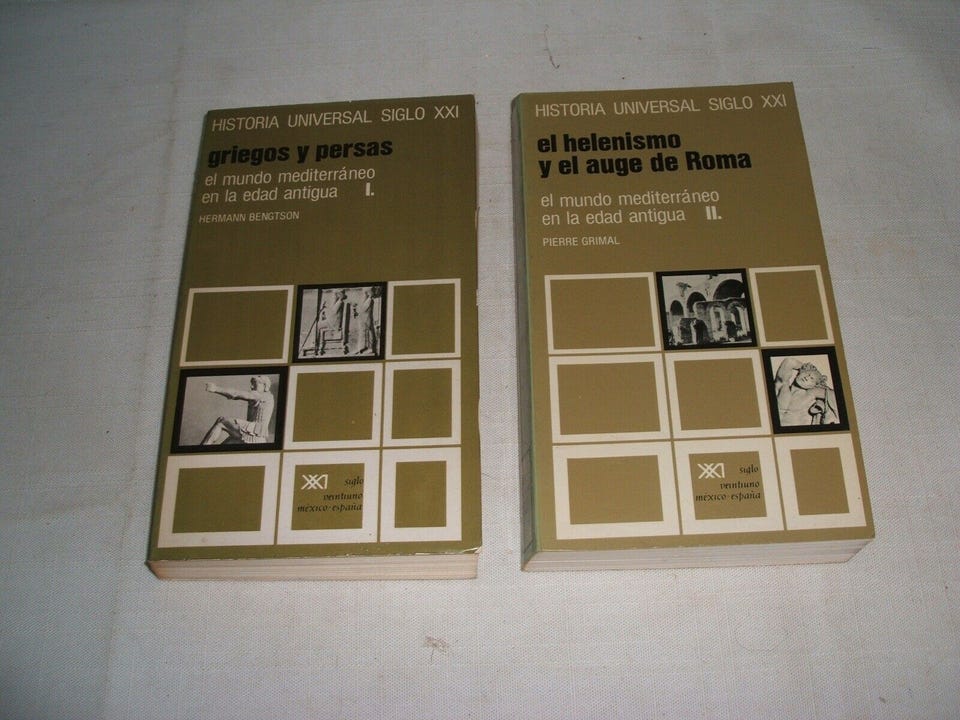 HISTORIA UNIVERSAL SIGLO XXI
griegos y persas
el mundo mediterráneo
en la edad antigua I.
HERMANN BENGTSON
XXI siglo
veintiuno
méxico-españa
HISTORIA UNIVERSAL SIGLO XXI
el helenismo
y el auge de Roma
el mundo mediterráneo
en la edad antigua II.
PIERRE GRIMAL
XXI siglo
veintiuno
méxico-españa